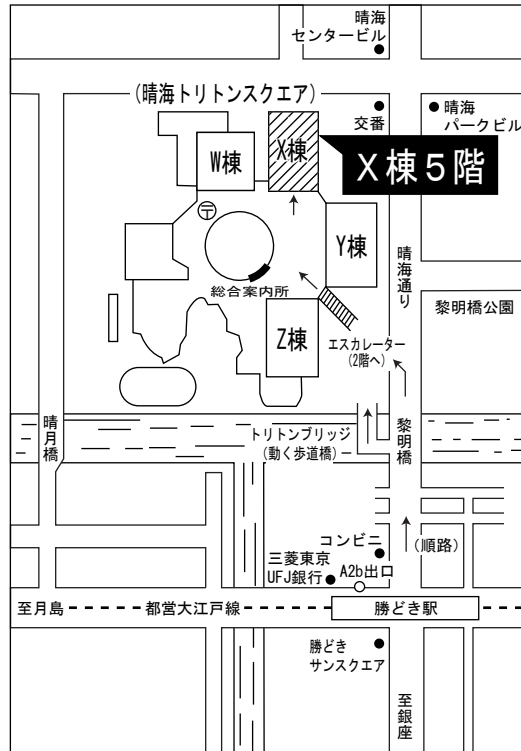 晴海
センタービル
(晴海トリトンスクエア)
交番
晴海
パークビル
W棟
X棟
X棟5階
〒
Y棟
晴海通り
総合案内所
黎明橋公園
Z棟
エスカレーター
(2階へ)
晴月橋
トリトンブリッジ
(動く歩道橋)
黎明橋
コンビニ
(順路)
三菱東京
UFJ銀行
A2b出口
至月島
都営大江戸線
勝どき駅
勝どき
サンスクエア
至銀座